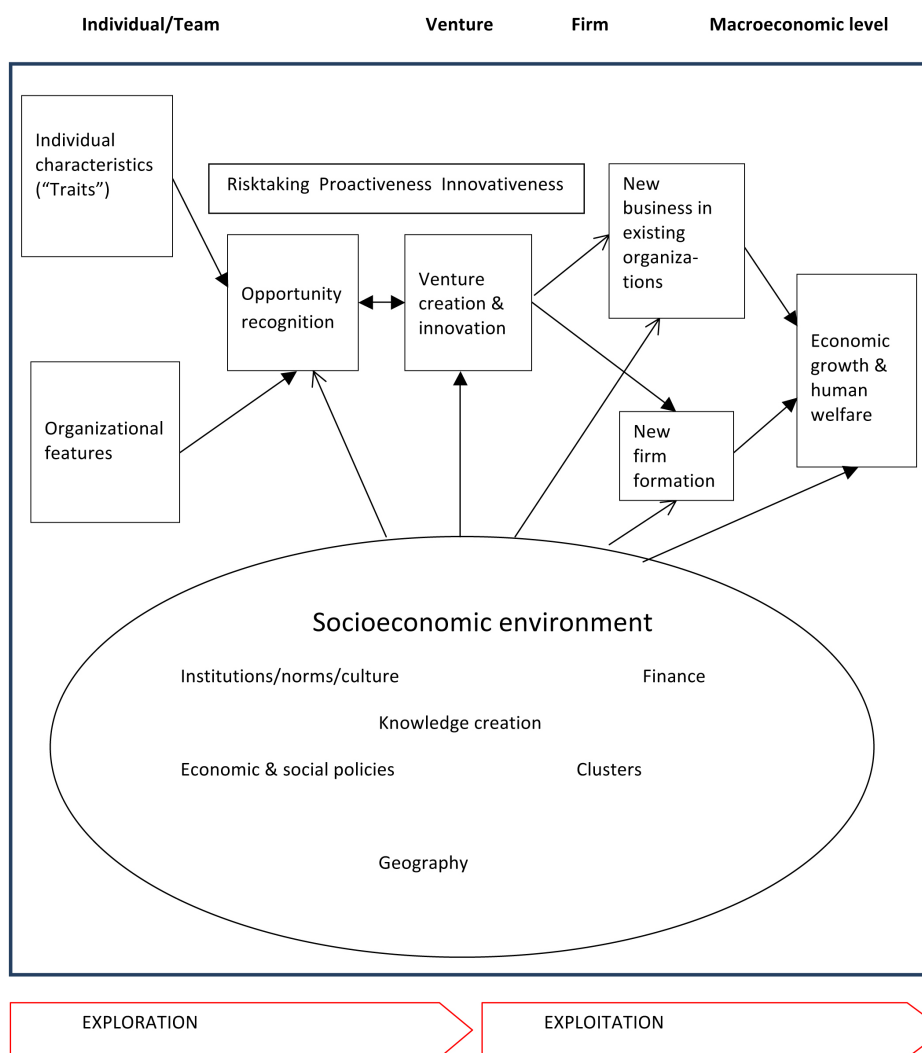 Individual/Team Venture Firm Macroeconomic level
Individual
characteristics
(“Traits”)
Risktaking Proactiveness Innovativeness
New
business in
existing
organiza-
tions
Opportunity
recognition
Venture
creation &
innovation
Economic
growth &
human
welfare
Organizational
features
New
firm
formation
Socioeconomic environment
Institutions/norms/culture Finance
Knowledge creation
Economic & social policies Clusters
Geography
EXPLORATION EXPLOITATION